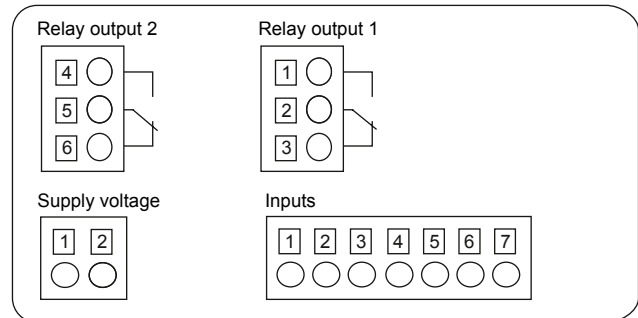 Relay output 2
4
5
6
Relay output 1
1
2
3
Supply voltage
1 2
Inputs
1 2 3 4 5 6 7